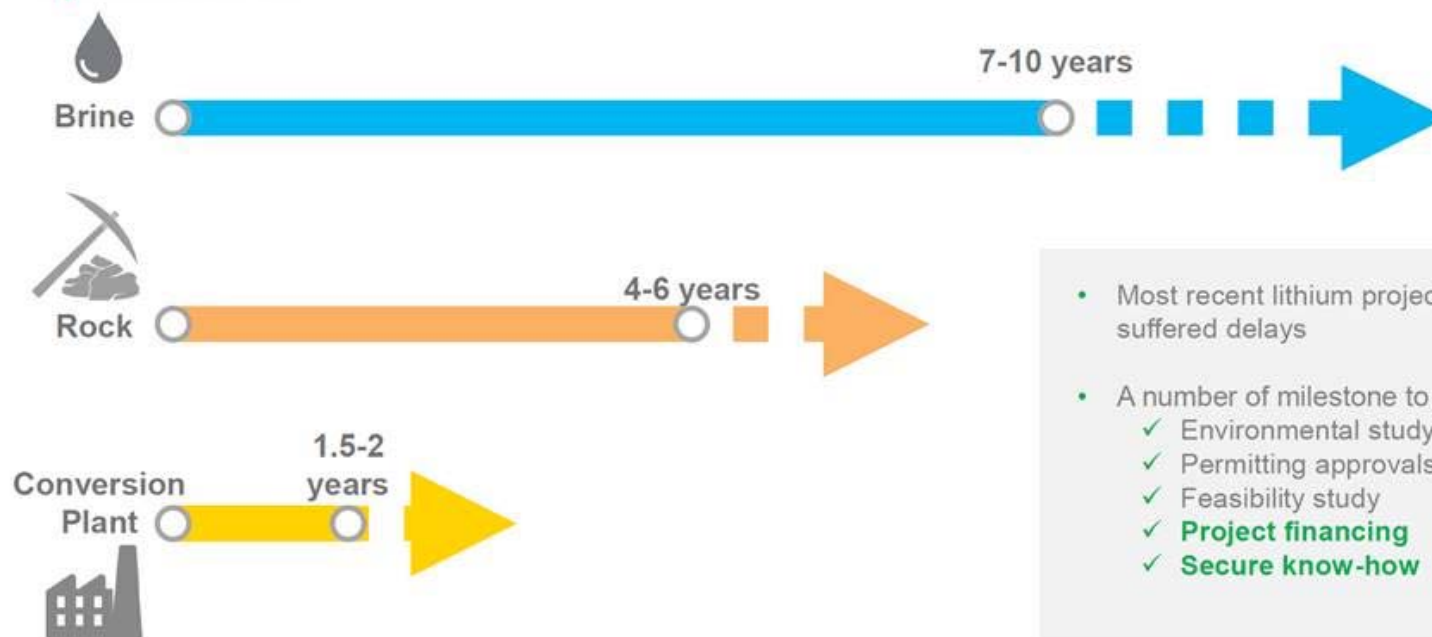 7-10 years
Brine
4-6 years
Rock
1.5-2
years
Conversion
Plant
• Most recent lithium
suffered delays
• A number of milestone to
✓ Environmental study
✓ Permitting approvals
✓ Feasibility study
✓ Project financing
✓ Secure know-how